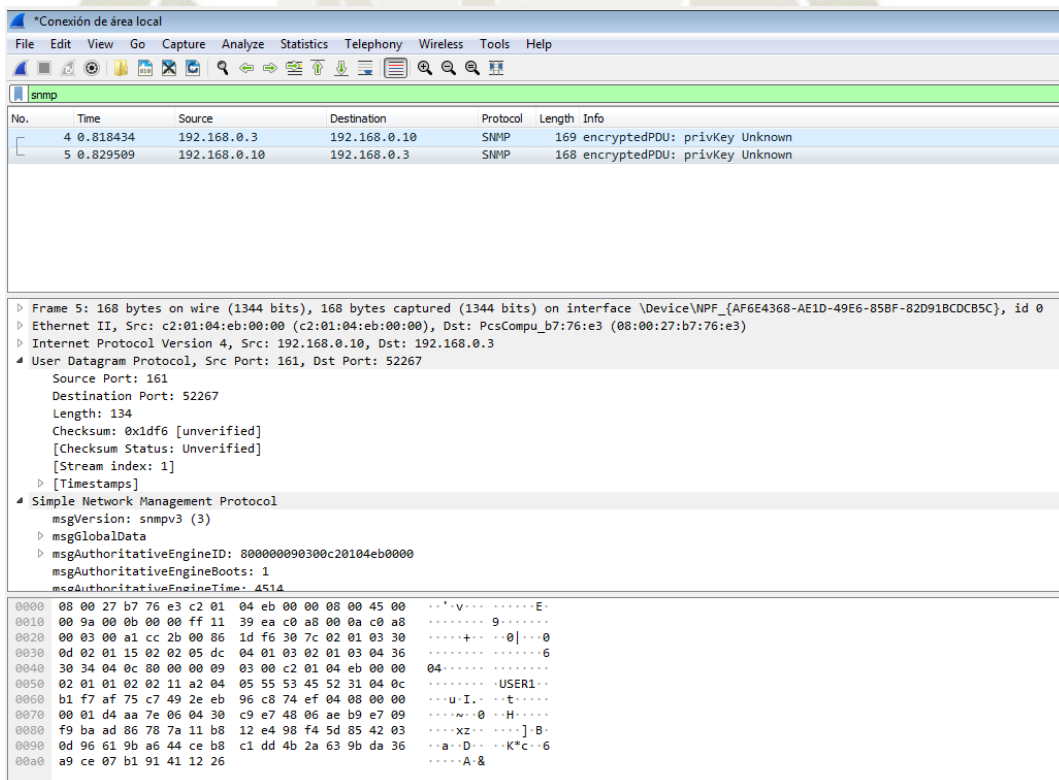 *Conexión de área local
File Edit View Go Capture Analyze Statistics Telephony Wireless Tools Help
snmp
No. Time Source Destination Protocol Length Info
4 0.818434 192.168.0.3 192.168.0.10 SNMP 169 encryptedPDU: privKey Unknown
5 0.829509 192.168.0.10 192.168.0.3 SNMP 168 encryptedPDU: privKey Unknown
Frame 5: 168 bytes on wire (1344 bits), 168 bytes captured (1344 bits) on interface \Device\NPF_{AF6E4368-AE1D-49E6-85BF-82D91BCDCB5C}, id 0
Ethernet II, Src: c2:01:04:eb:00:00 (c2:01:04:eb:00:00), Dst: PcsCompu_b7:76:e3 (08:00:27:b7:76:e3)
Internet Protocol Version 4, Src: 192.168.0.10, Dst: 192.168.0.3
User Datagram Protocol, Src Port: 161, Dst Port: 52267
Source Port: 161
Destination Port: 52267
Length: 134
Checksum: 0x1df6 [unverified]
[Checksum Status: Unverified]
[Stream index: 1]
[Timestamps]
Simple Network Management Protocol
msgVersion: snmpv3 (3)
msgGlobalData
msgAuthoritativeEngineID: 800000090300c20104eb0000
msgAuthoritativeEngineBoots: 1
msgAuthoritativeEngineTime: 4514
0000 08 00 27 b7 76 e3 c2 01 04 eb 00 00 08 00 45 00 ··'·v··· ······E·
0010 00 9a 00 0b 00 00 ff 11 39 ea c0 a8 00 0a c0 a8 ········ 9·······
0020 00 03 00 a1 cc 2b 00 86 1d f6 30 7c 02 01 03 30 ·····+·· ··0|···0
0030 0d 02 01 15 02 02 05 dc 04 01 03 02 01 03 04 36 ········ ·······6
0040 30 34 04 0c 80 00 00 09 03 00 c2 01 04 eb 00 00 04······ ········
0050 02 01 01 02 02 11 a2 04 05 55 53 45 52 31 04 0c ········ ·USER1··
0060 b1 f7 af 75 c7 49 2e eb 96 c8 74 ef 04 08 00 00 ···u·I.· ··t·····
0070 00 01 d4 aa 7e 06 04 30 c9 e7 48 06 ae b9 e7 09 ····~··0 ··H·····
0080 f9 ba ad 86 78 7a 11 b8 12 e4 98 f4 5d 85 42 03 ····xz·· ····]·B·
0090 0d 96 61 9b a6 44 ce b8 c1 dd 4b 2a 63 9b da 36 ··a··D·· ··K*c··6
00a0 a9 ce 07 b1 91 41 12 26 ·····A·&